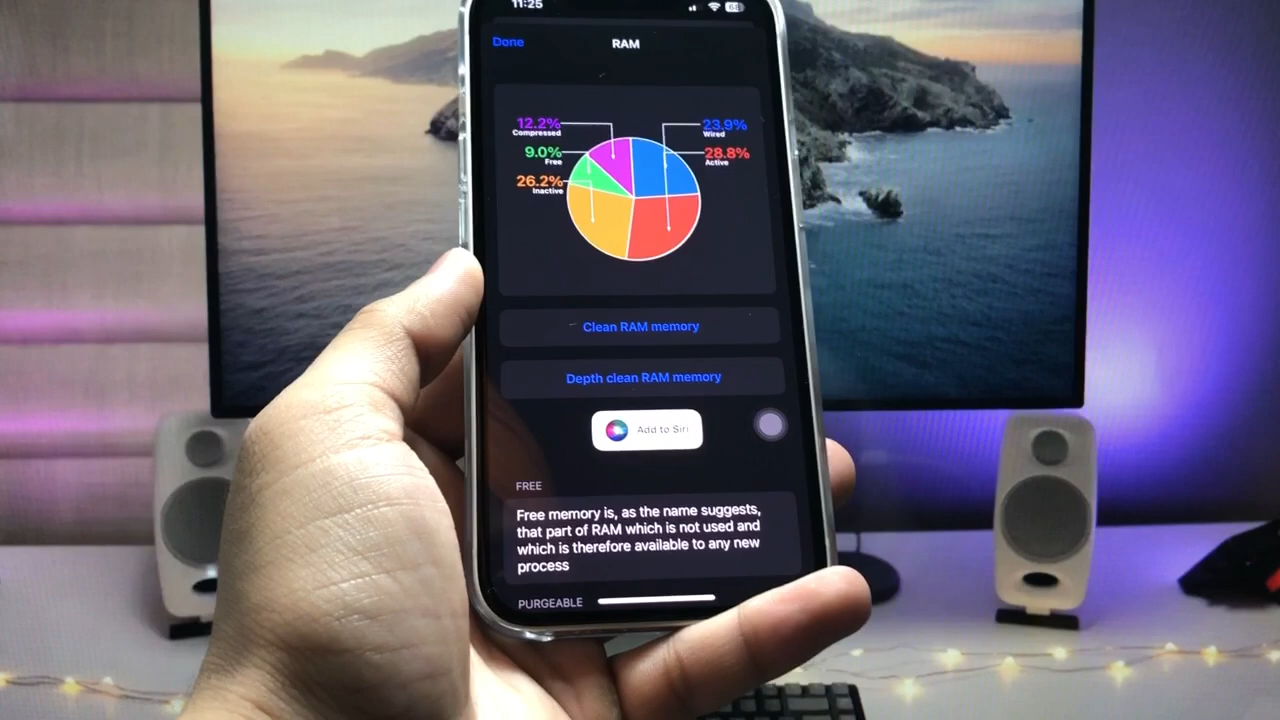 11:25
68
Done
RAM
12.2%
Compressed
23.9%
Wired
9.0%
Free
28.8%
Active
26.2%
Inactive
Clean RAM memory
Depth clean RAM memory
Add to Siri
FREE
Free memory is, as the name suggests,
that part of RAM which is not used and
which is therefore available to any new
process
PURGEABLE